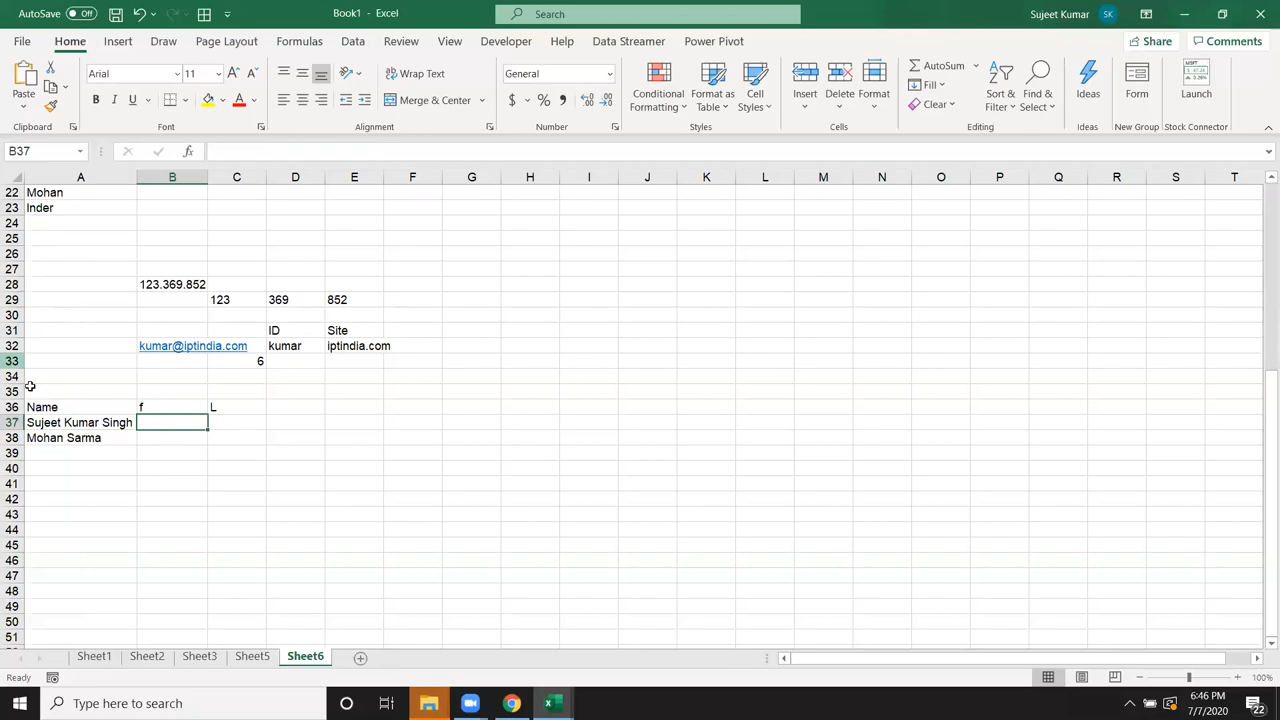 AutoSave Off Book1 - Excel Search Sujeet Kumar SK
File Home Insert Draw Page Layout Formulas Data Review View Developer Help Data Streamer Power Pivot Share Comments
Paste Arial 11 Wrap Text General Conditional Formatting Format as Table Cell Styles Insert Delete Format AutoSum Fill Clear Sort & Filter Find & Select Ideas Form Launch
B I U Merge & Center $ % ,
Clipboard Font Alignment Number Styles Cells Editing Ideas New Group Stock Connector
B37 fx
A B C D E F G H I J K L M N O P Q R S T
22 Mohan
23 Inder
24
25
26
27
28 123.369.852
29 123 369 852
30
31 ID Site
32 kumar@iptindia.com kumar iptindia.com
33 6
34
35
36 Name f L
37 Sujeet Kumar Singh
38 Mohan Sarma
39
40
41
42
43
44
45
46
47
48
49
50
51
Sheet1 Sheet2 Sheet3 Sheet5 Sheet6
Ready 100%
Type here to search 6:46 PM
7/7/2020 22